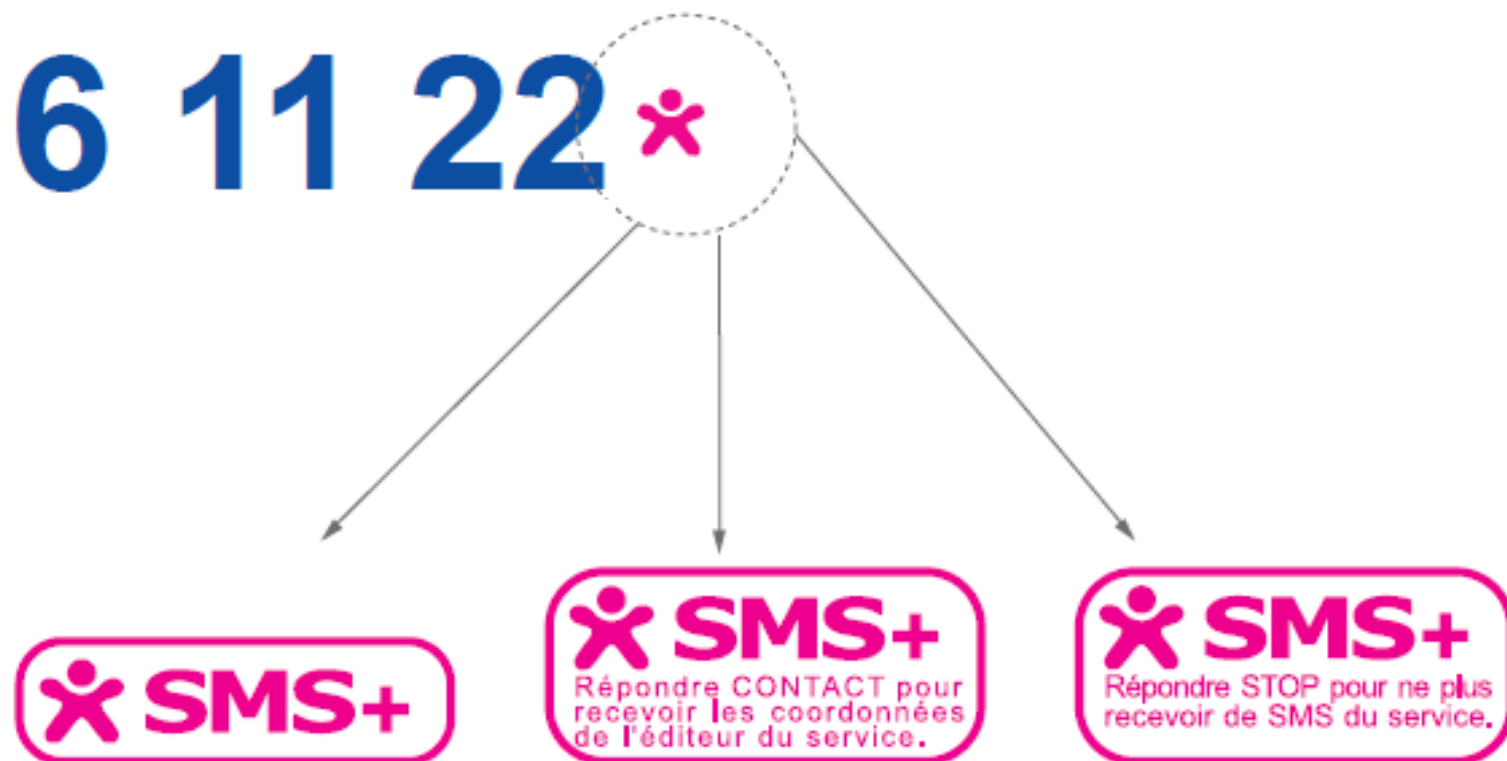 6 11 22
SMS+
SMS+
Répondre CONTACT pour
recevoir les coordonnées
de l'éditeur du service.
SMS+
Répondre STOP pour ne plus
recevoir de SMS du service.